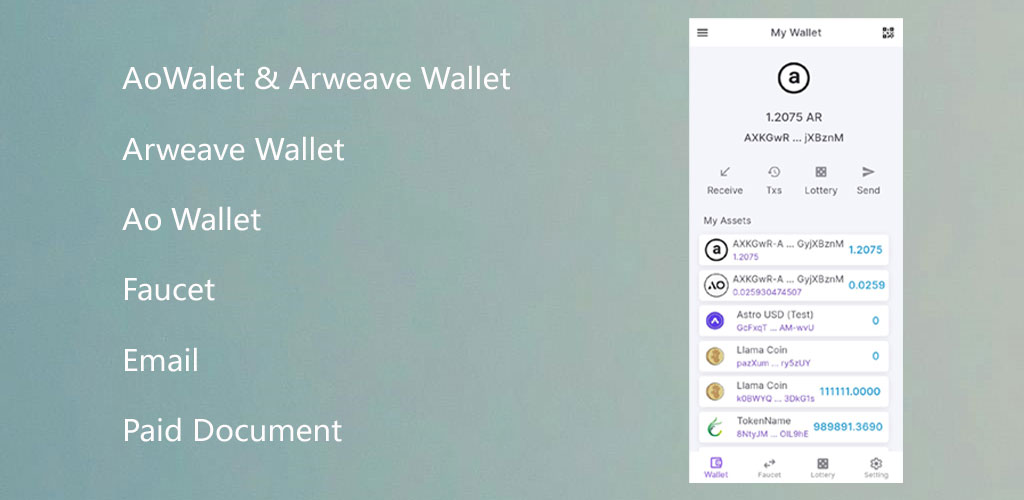 AoWalet & Arweave Wallet
Arweave Wallet
Ao Wallet
Faucet
Email
Paid Document
My Wallet
a
1.2075 AR
AXKGwR ... jXBznM
Receive Txs Lottery Send
My Assets
a AXKGwR-A ... GyjXBznM 1.2075
1.2075
AO AXKGwR-A ... GyjXBznM 0.0259
0.025930474507
Astro USD (Test) 0
GcFxqT ... AM-wvU
Llama Coin 0
pazXum ... ry5zUY
Llama Coin 111111.0000
k0BWYQ ... 3DkG1s
TokenName 989891.3690
8NtyJM ... OIL9hE
Wallet Faucet Lottery Setting